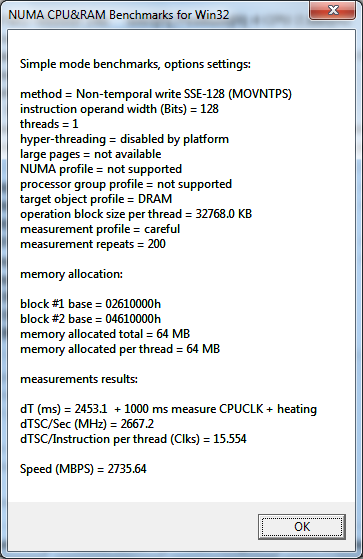 NUMA CPU&RAM Benchmarks for Win32
Simple mode benchmarks, options settings:
method = Non-temporal write SSE-128 (MOVNTPS)
instruction operand width (Bits) = 128
threads = 1
hyper-threading = disabled by platform
large pages = not available
NUMA profile = not supported
processor group profile = not supported
target object profile = DRAM
operation block size per thread = 32768.0 KB
measurement profile = careful
measurement repeats = 200
memory allocation:
block #1 base = 02610000h
block #2 base = 04610000h
memory allocated total = 64 MB
memory allocated per thread = 64 MB
measurements results:
dT (ms) = 2453.1  + 1000 ms measure CPUCLK + heating
dTSC/Sec (MHz) = 2667.2
dTSC/Instruction per thread (Clks) = 15.554
Speed (MBPS) = 2735.64
OK